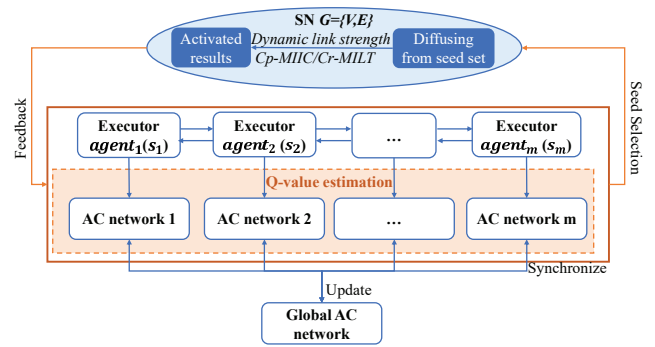 SN G={V,E}
Activated
results
Dynamic link strength
Cp-MIIC/Cr-MILT
Diffusing
from seed set
Feedback
Seed Selection
Executor
agent₁(s₁)
Executor
agent₂ (s₂)
...
Executor
agentₘ (sₘ)
Q-value estimation
AC network 1
AC network 2
...
AC network m
Synchronize
Update
Global AC
network